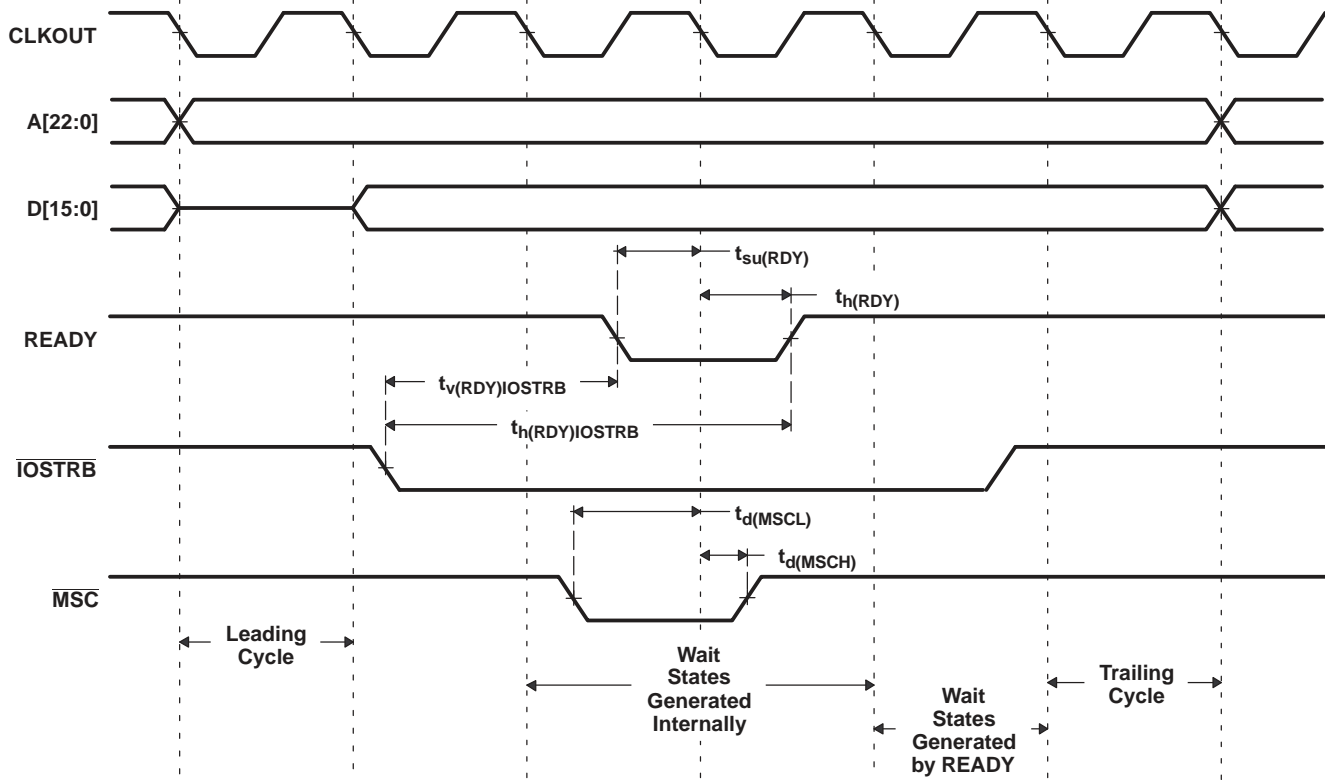 CLKOUT
A[22:0]
D[15:0]
tsu(RDY)
th(RDY)
READY
tv(RDY)IOSTRB
th(RDY)IOSTRB
IOSTRB
td(MSCL)
td(MSCH)
MSC
Leading
Cycle
Wait
States
Generated
Internally
Wait
States
Generated
by READY
Trailing
Cycle